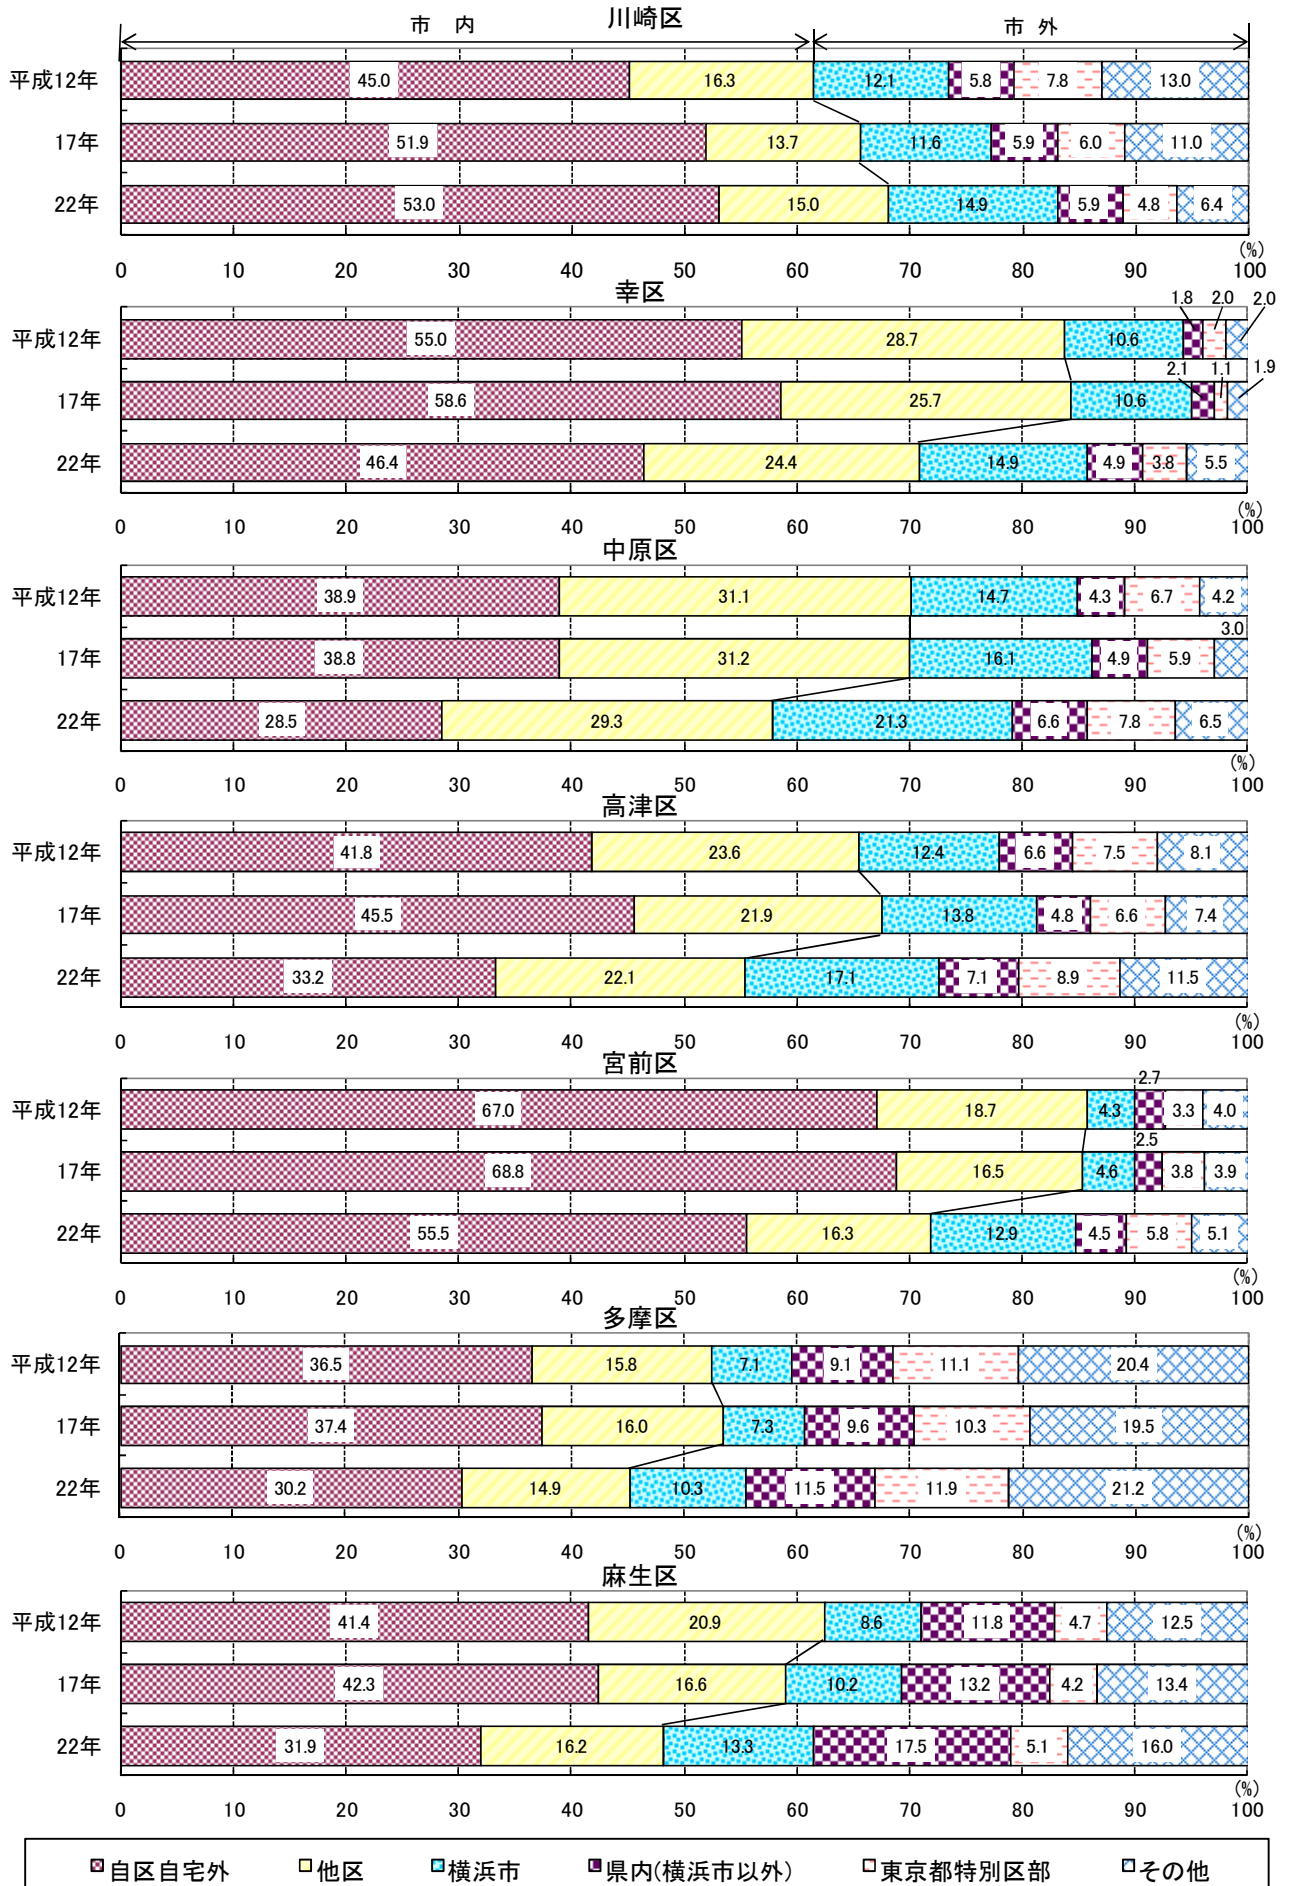 川崎区
市　内　市 外
平成12年 45.0 16.3 12.1 5.8 7.8 13.0
17年 51.9 13.7 11.6 5.9 6.0 11.0
22年 53.0 15.0 14.9 5.9 4.8 6.4
(%)
0 10 20 30 40 50 60 70 80 90 100
幸区
1.8 2.0 2.0
平成12年 55.0 28.7 10.6
2.1 1.1 1.9
17年 58.6 25.7 10.6
22年 46.4 24.4 14.9 4.9 3.8 5.5
(%)
0 10 20 30 40 50 60 70 80 90 100
中原区
平成12年 38.9 31.1 14.7 4.3 6.7 4.2
3.0
17年 38.8 31.2 16.1 4.9 5.9
22年 28.5 29.3 21.3 6.6 7.8 6.5
(%)
0 10 20 30 40 50 60 70 80 90 100
高津区
平成12年 41.8 23.6 12.4 6.6 7.5 8.1
17年 45.5 21.9 13.8 4.8 6.6 7.4
22年 33.2 22.1 17.1 7.1 8.9 11.5
(%)
0 10 20 30 40 50 60 70 80 90 100
宮前区
2.7
平成12年 67.0 18.7 4.3 3.3 4.0
2.5
17年 68.8 16.5 4.6 3.8 3.9
22年 55.5 16.3 12.9 4.5 5.8 5.1
(%)
0 10 20 30 40 50 60 70 80 90 100
多摩区
平成12年 36.5 15.8 7.1 9.1 11.1 20.4
17年 37.4 16.0 7.3 9.6 10.3 19.5
22年 30.2 14.9 10.3 11.5 11.9 21.2
(%)
0 10 20 30 40 50 60 70 80 90 100
麻生区
平成12年 41.4 20.9 8.6 11.8 4.7 12.5
17年 42.3 16.6 10.2 13.2 4.2 13.4
22年 31.9 16.2 13.3 17.5 5.1 16.0
(%)
0 10 20 30 40 50 60 70 80 90 100
自区自宅外 他区 横浜市 県内(横浜市以外) 東京都特別区部 その他